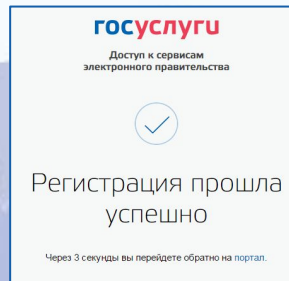 госуслуги
Доступ к сервисам
электронного правительства
Регистрация прошла
успешно
Через 3 секунды вы перейдете обратно на портал.